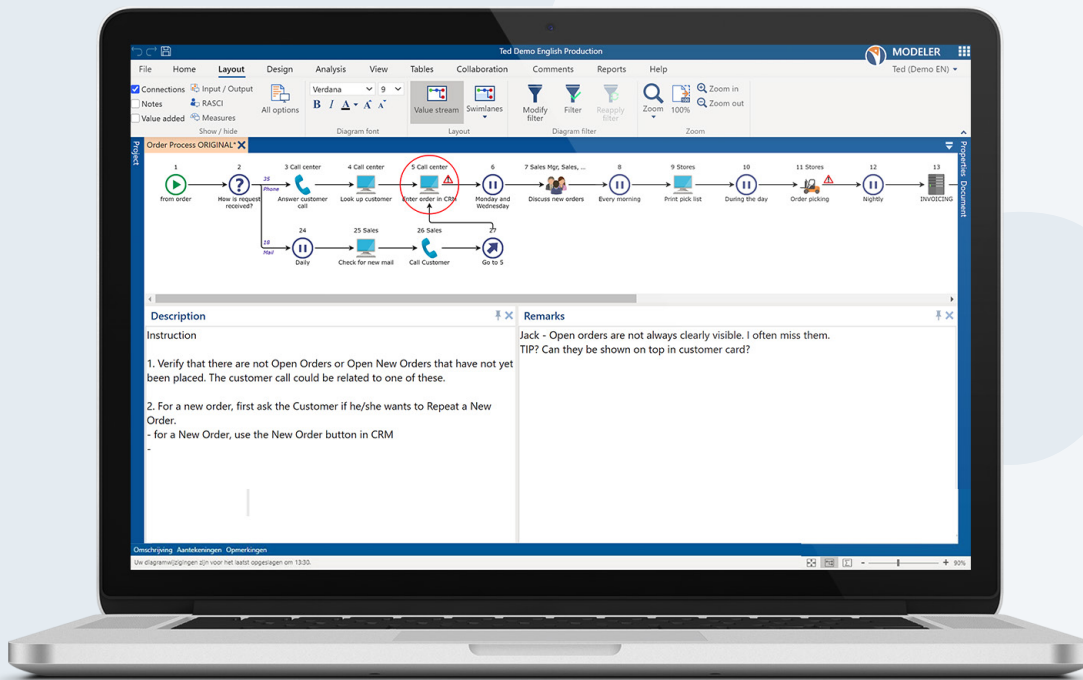 Ted Demo English Production
MODELER
File Home Layout Design Analysis View Tables Collaboration Comments Reports Help
Ted (Demo EN)
Connections
Notes
Value added
Input / Output
RASCI
Measures
Show / hide
All options
Verdana 9
B I A A A
Diagram font
Value stream
Swimlanes
Layout
Modify filter
Filter
Reapply filter
Diagram filter
Zoom
100%
Zoom in
Zoom out
Zoom
Project
Order Process ORIGINAL*
Properties
Document
1
from order
2
How is request received?
35
Phone
3 Call center
Answer customer call
4 Call center
Look up customer
5 Call center
Enter order in CRM
6
Monday and Wednesday
7 Sales Mgr, Sales, ...
Discuss new orders
8
Every morning
9 Stores
Print pick list
10
During the day
11 Stores
Order picking
12
Nightly
13
INVOICING
18
Mail
24
Daily
25 Sales
Check for new mail
26 Sales
Call Customer
27
Go to 5
Description
Instruction
1. Verify that there are not Open Orders or Open New Orders that have not yet
been placed. The customer call could be related to one of these.
2. For a new order, first ask the Customer if he/she wants to Repeat a New
Order.
- for a New Order, use the New Order button in CRM
-
Remarks
Jack - Open orders are not always clearly visible. I often miss them.
TIP? Can they be shown on top in customer card?
Omschrijving Aantekeningen Opmerkingen
Uw diagramwijzigingen zijn voor het laatst opgeslagen om 13:30.
90%